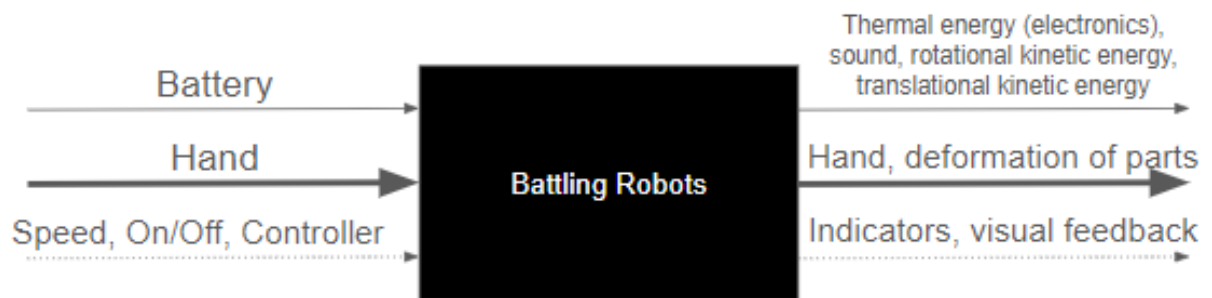 Battery
Hand
Speed, On/Off, Controller
Battling Robots
Thermal energy (electronics),
sound, rotational kinetic energy,
translational kinetic energy
Hand, deformation of parts
Indicators, visual feedback